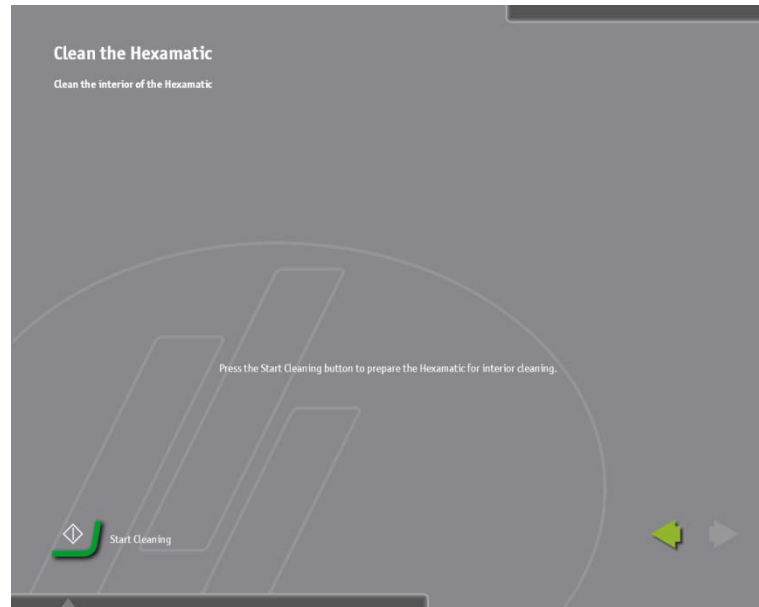 Clean the Hexamatic
Clean the interior of the Hexamatic
Press the Start Cleaning button to prepare the Hexamatic for interior cleaning.
Start Cleaning